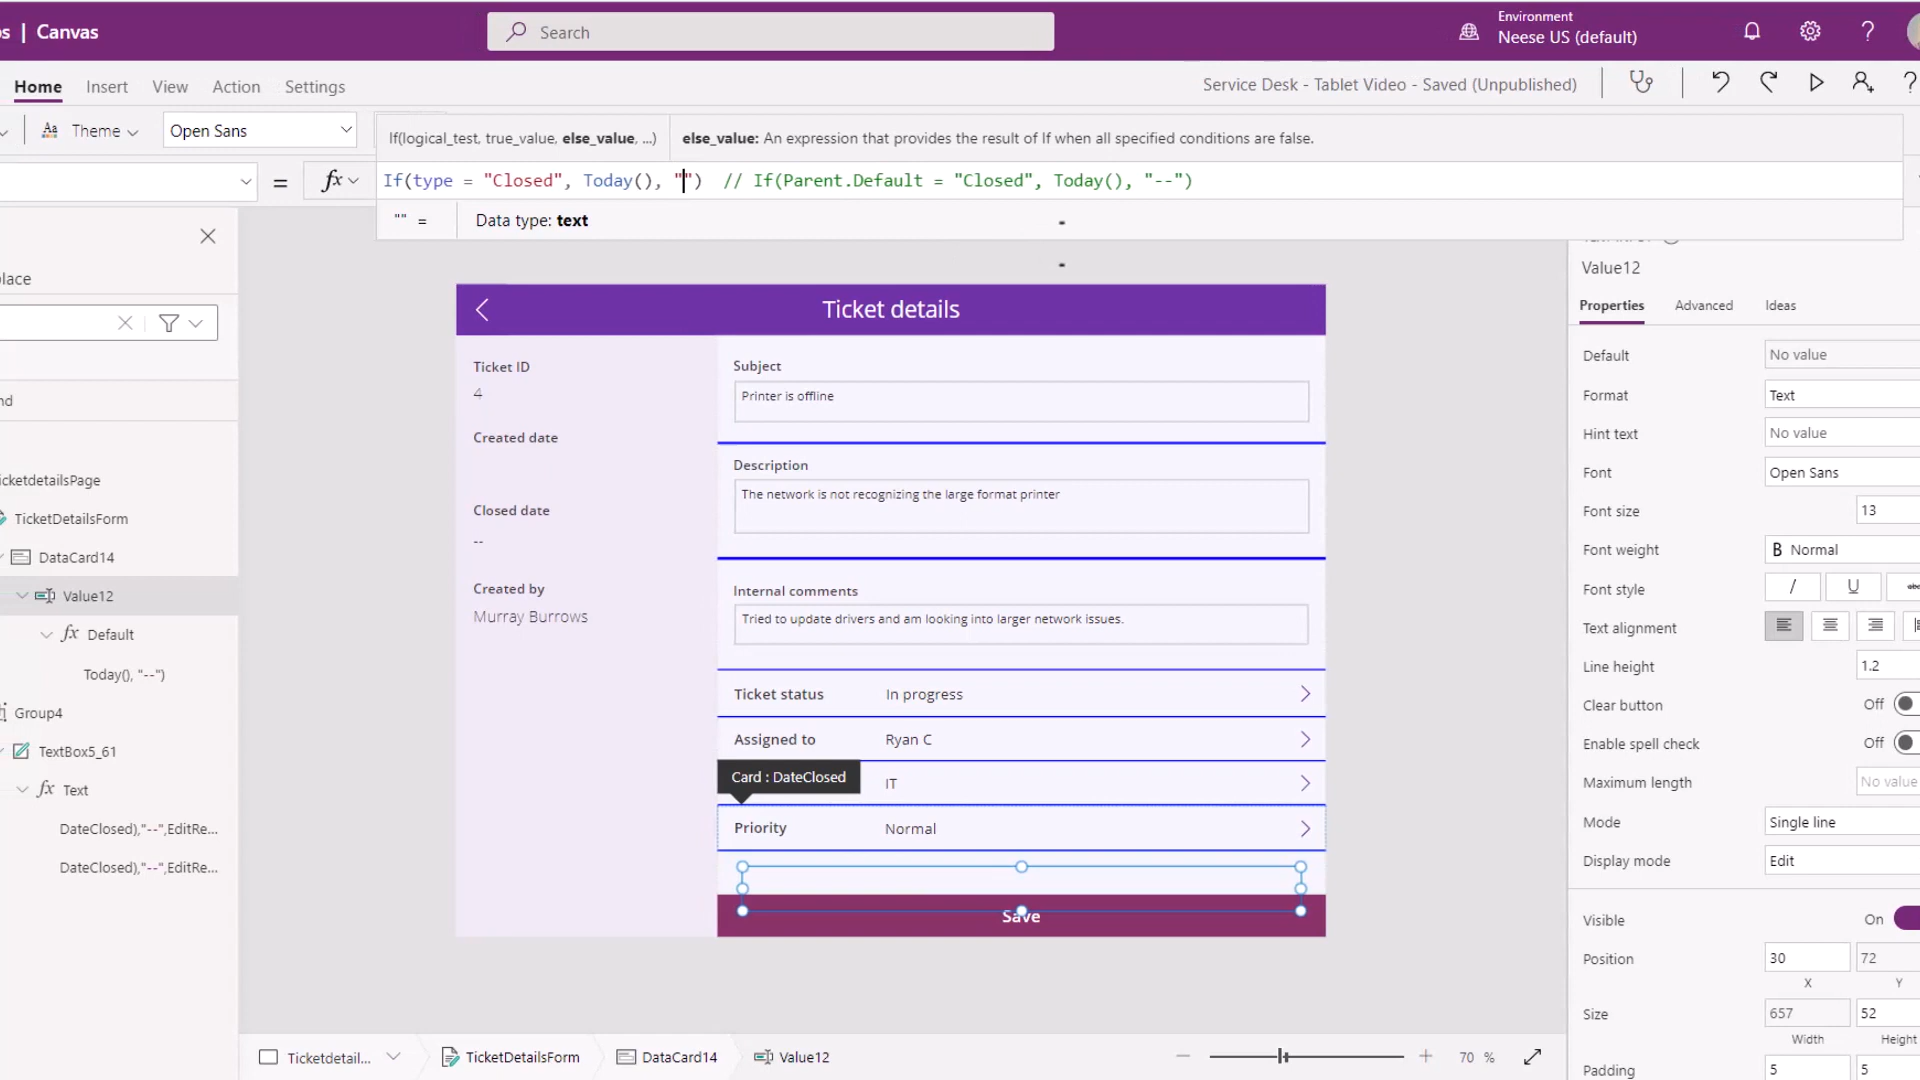 os | Canvas
Search
Environment
Neese US (default)
Home Insert View Action Settings
Service Desk - Tablet Video - Saved (Unpublished)
Theme
Open Sans
If(logical_test, true_value, else_value, ...)
else_value: An expression that provides the result of If when all specified conditions are false.
=
fx
If(type = "Closed", Today(), "")  // If(Parent.Default = "Closed", Today(), "--")
"" =
Data type: text
-
-
place
nd
icketdetailsPage
TicketDetailsForm
DataCard14
Value12
fx Default
Today(), "--")
Group4
TextBox5_61
fx Text
DateClosed),"--",EditRe...
DateClosed),"--",EditRe...
Ticket details
Ticket ID
4
Created date
Closed date
--
Created by
Murray Burrows
Subject
Printer is offline
Description
The network is not recognizing the large format printer
Internal comments
Tried to update drivers and am looking into larger network issues.
Ticket status In progress
Assigned to Ryan C
Card : DateClosed
IT
Priority Normal
Save
Value12
Properties Advanced Ideas
Default No value
Format Text
Hint text No value
Font Open Sans
Font size 13
Font weight B Normal
Font style / U abc
Text alignment
Line height 1.2
Clear button Off
Enable spell check Off
Maximum length No value
Mode Single line
Display mode Edit
Visible On
Position 30 72
X Y
Size 657 52
Width Height
Padding 5 5
Ticketdetail... TicketDetailsForm DataCard14 Value12
70 %